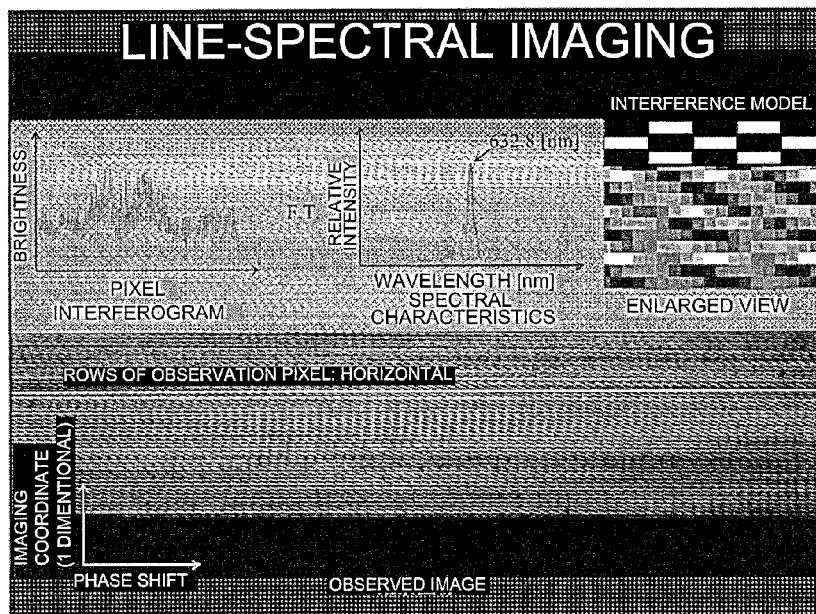 LINE-SPECTRAL IMAGING
INTERFERENCE MODEL
BRIGHTNESS
PIXEL
INTERFEROGRAM
F.T
RELATIVE
INTENSITY
632.8 [nm]
WAVELENGTH [nm]
SPECTRAL
CHARACTERISTICS
ENLARGED VIEW
ROWS OF OBSERVATION PIXEL: HORIZONTAL
IMAGING
COORDINATE
(1 DIMENTIONAL)
PHASE SHIFT
OBSERVED IMAGE